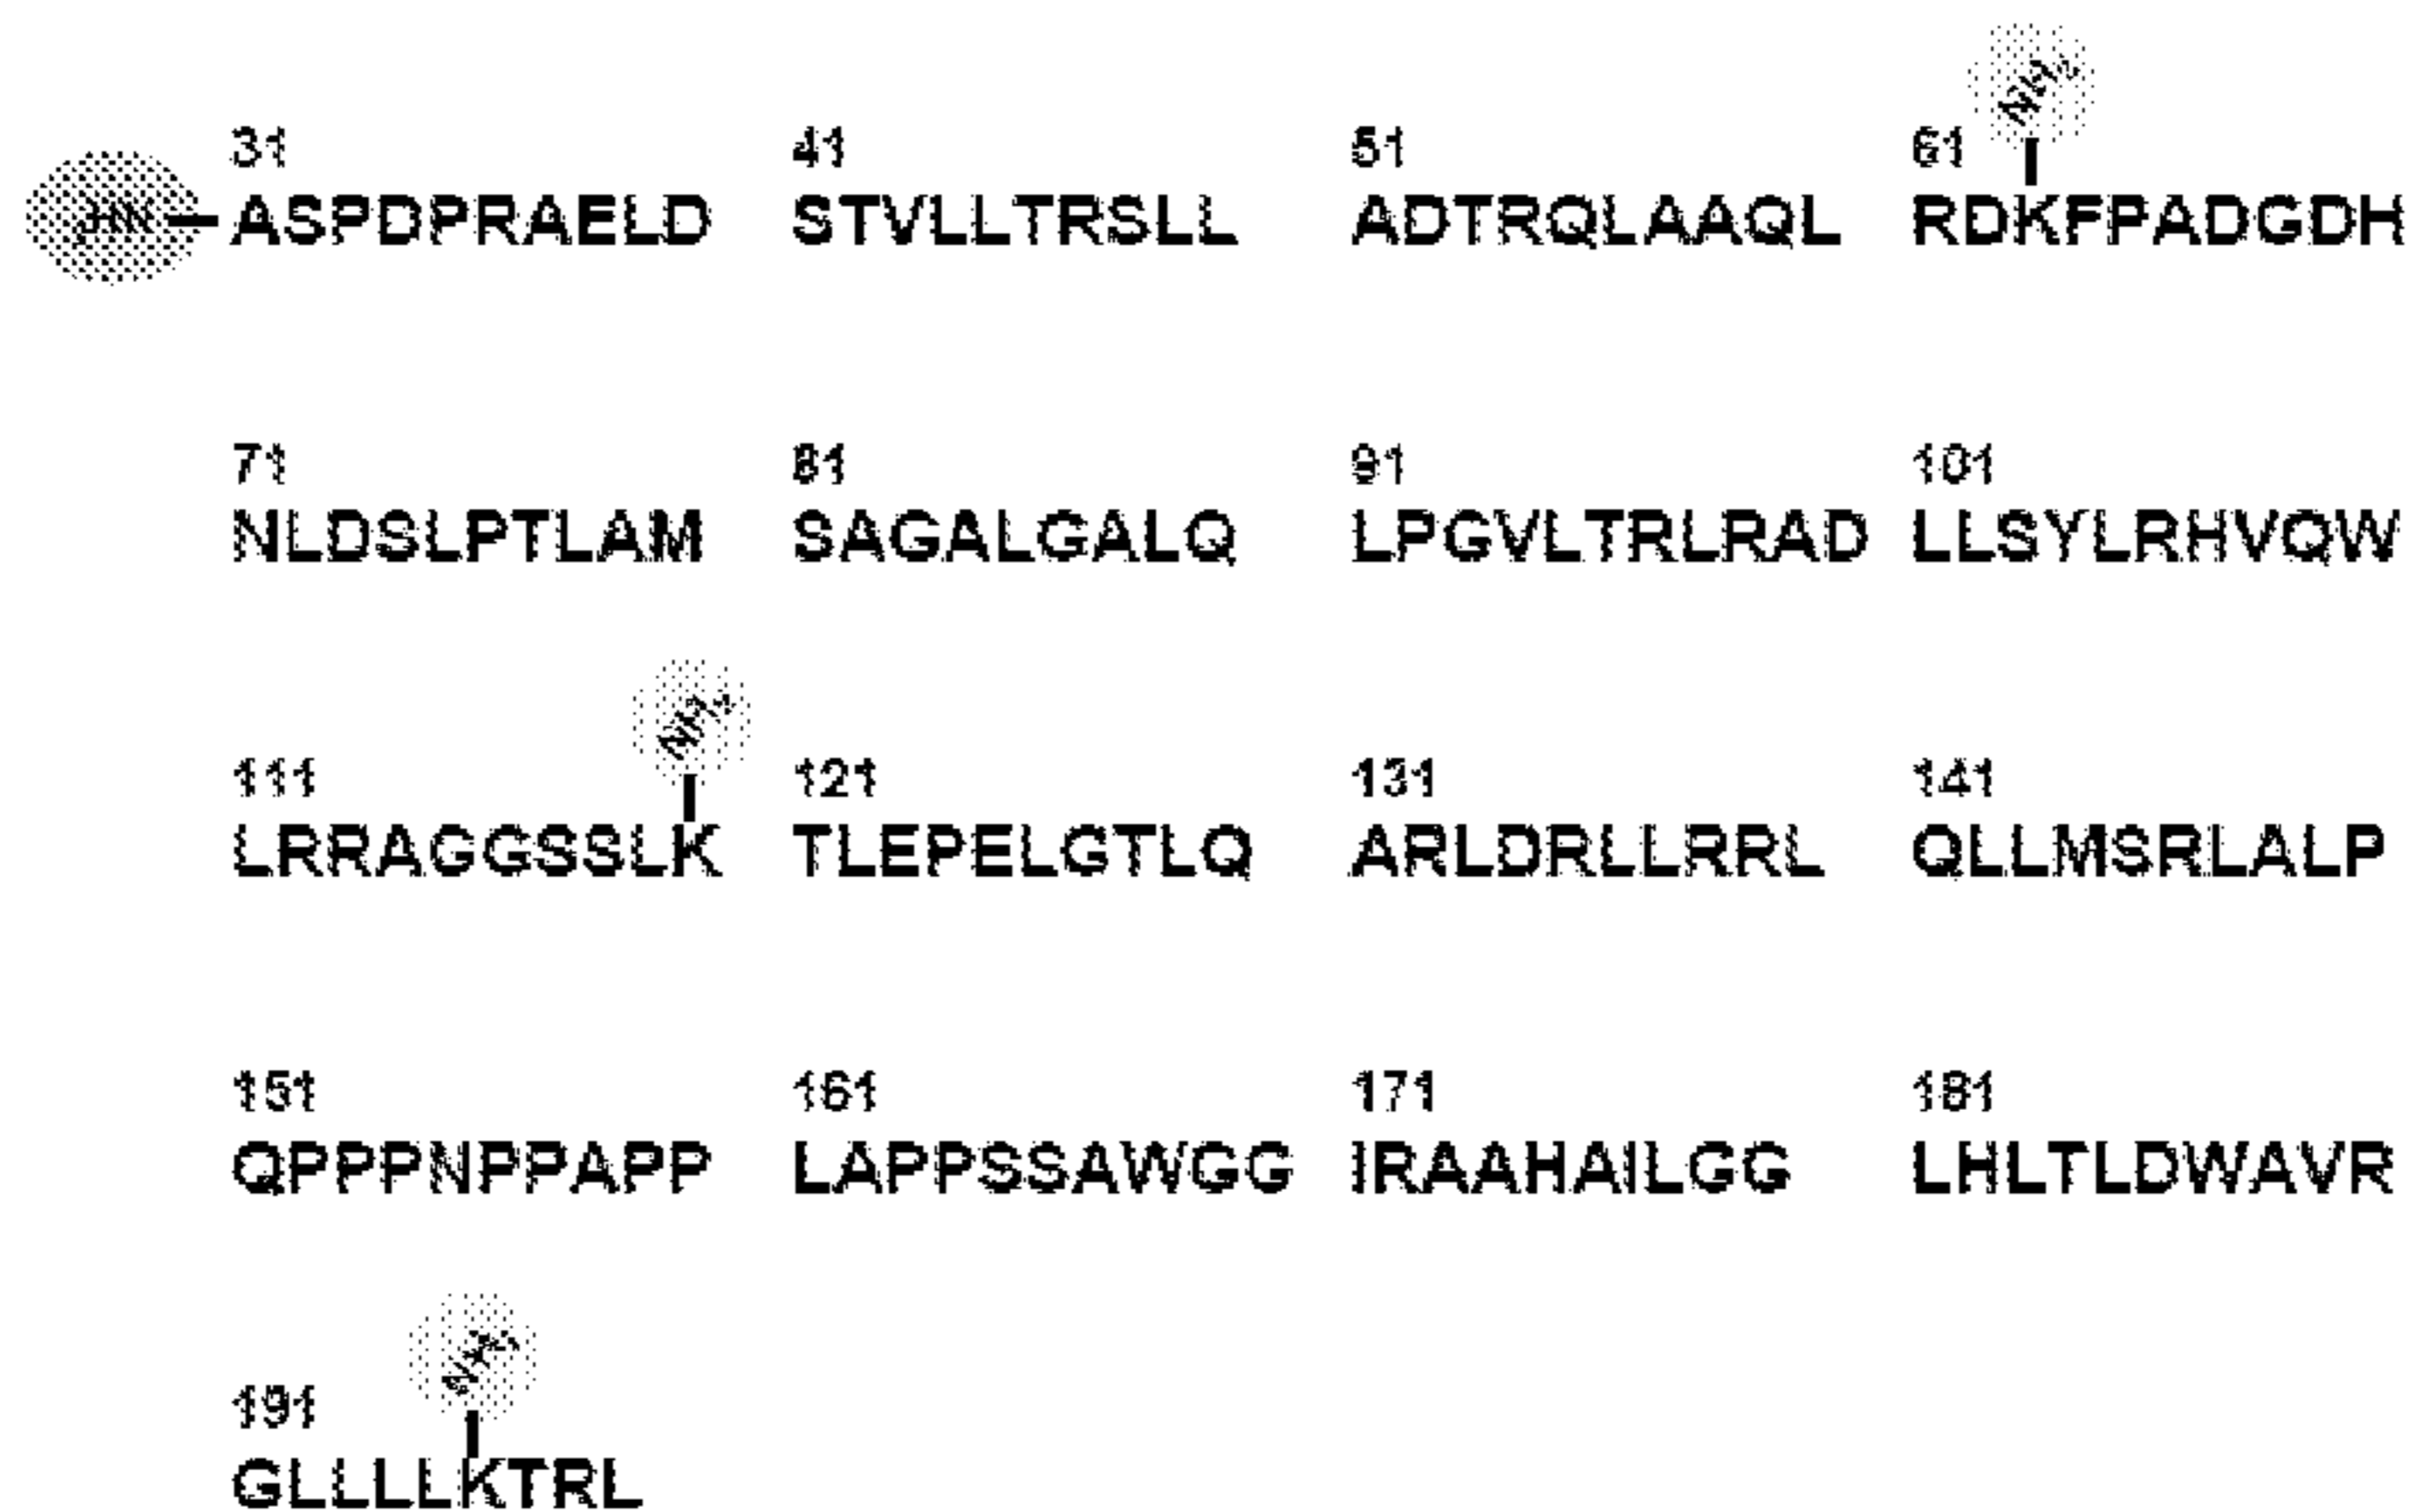 31 41 51 61
ASPDPRAELD STVLLTRSLL ADTRQLAAQL RDKFPADGDH
71 81 91 101
NLDSLPTLAM SAGALGALQ LPGVLTRLRAD LLSYLRHVQW
111 121 131 141
LRRAGGSSLK TLEPELGTLQ ARLDRLLRRL QLLMSRLALP
151 161 171 181
QPPPNPPAPP LAPPSSAWGG IRAAHAILGG LHLTLDWAVR
191
GLLLLKTRL